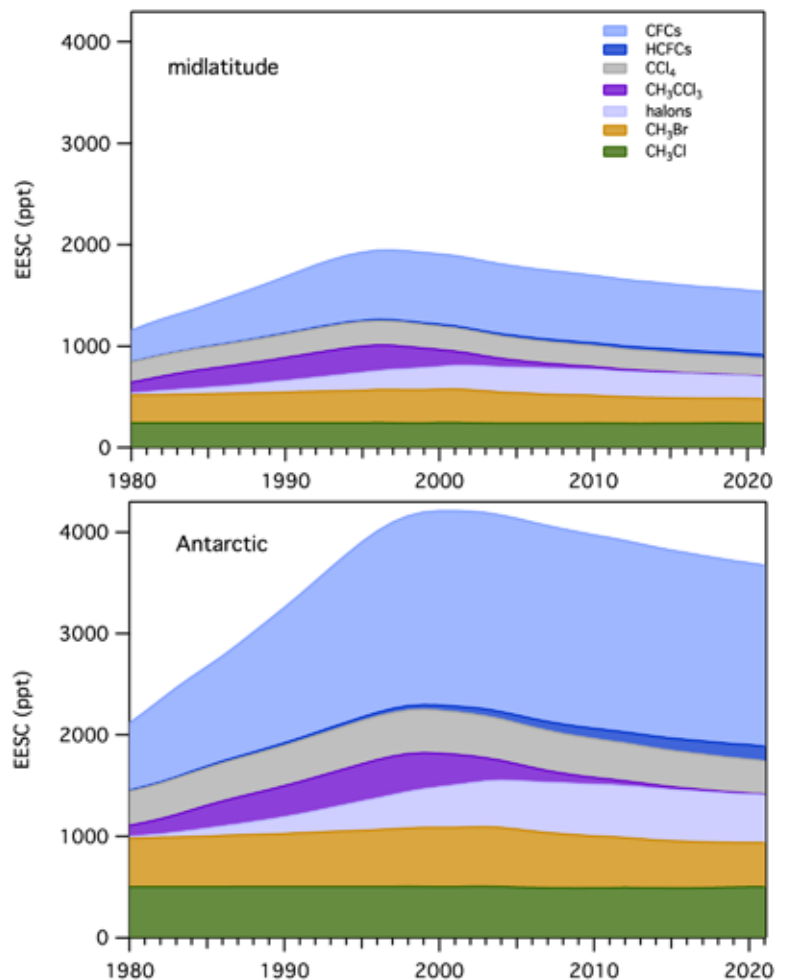 4000
3000
2000
1000
0
EESC (ppt)
midlatitude
CFCs
HCFCs
CCl₄
CH₃CCl₃
halons
CH₃Br
CH₃Cl
1980 1990 2000 2010 2020
4000
3000
2000
1000
0
EESC (ppt)
Antarctic
1980 1990 2000 2010 2020